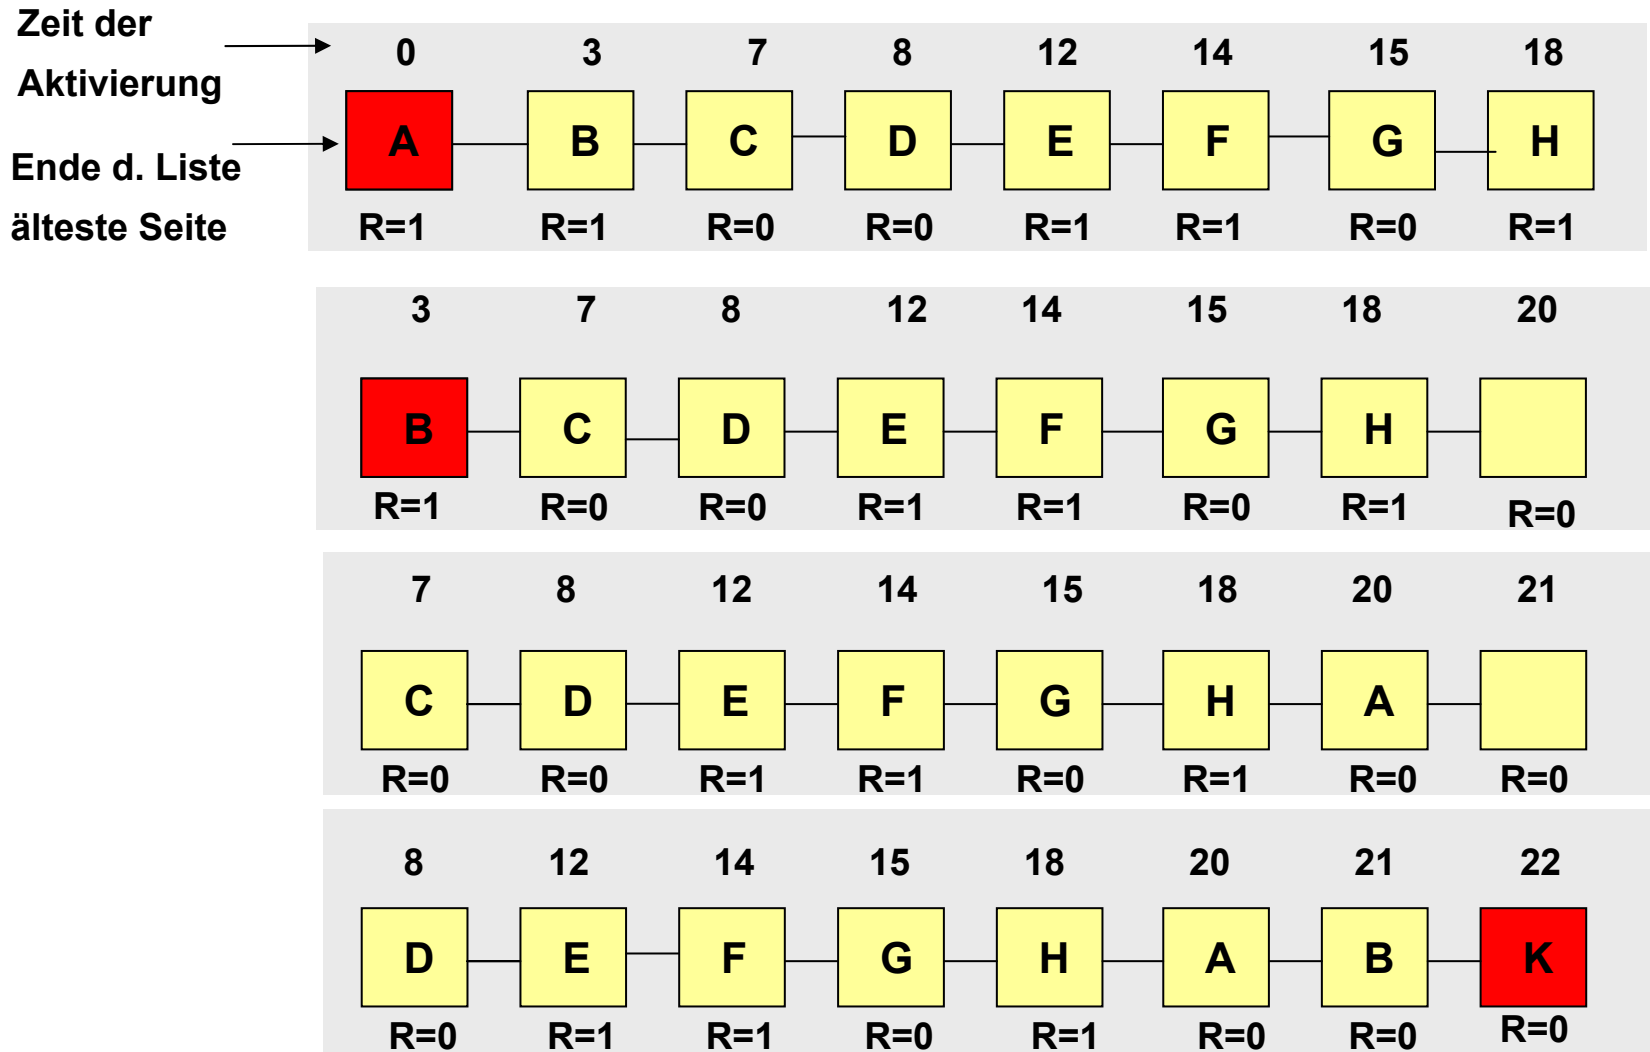 Zeit der
Aktivierung
Ende d. Liste
älteste Seite
0 3 7 8 12 14 15 18
A B C D E F G H
R=1 R=1 R=0 R=0 R=1 R=1 R=0 R=1
3 7 8 12 14 15 18 20
B C D E F G H
R=1 R=0 R=0 R=1 R=1 R=0 R=1 R=0
7 8 12 14 15 18 20 21
C D E F G H A
R=0 R=0 R=1 R=1 R=0 R=1 R=0 R=0
8 12 14 15 18 20 21 22
D E F G H A B K
R=0 R=1 R=1 R=0 R=1 R=0 R=0 R=0